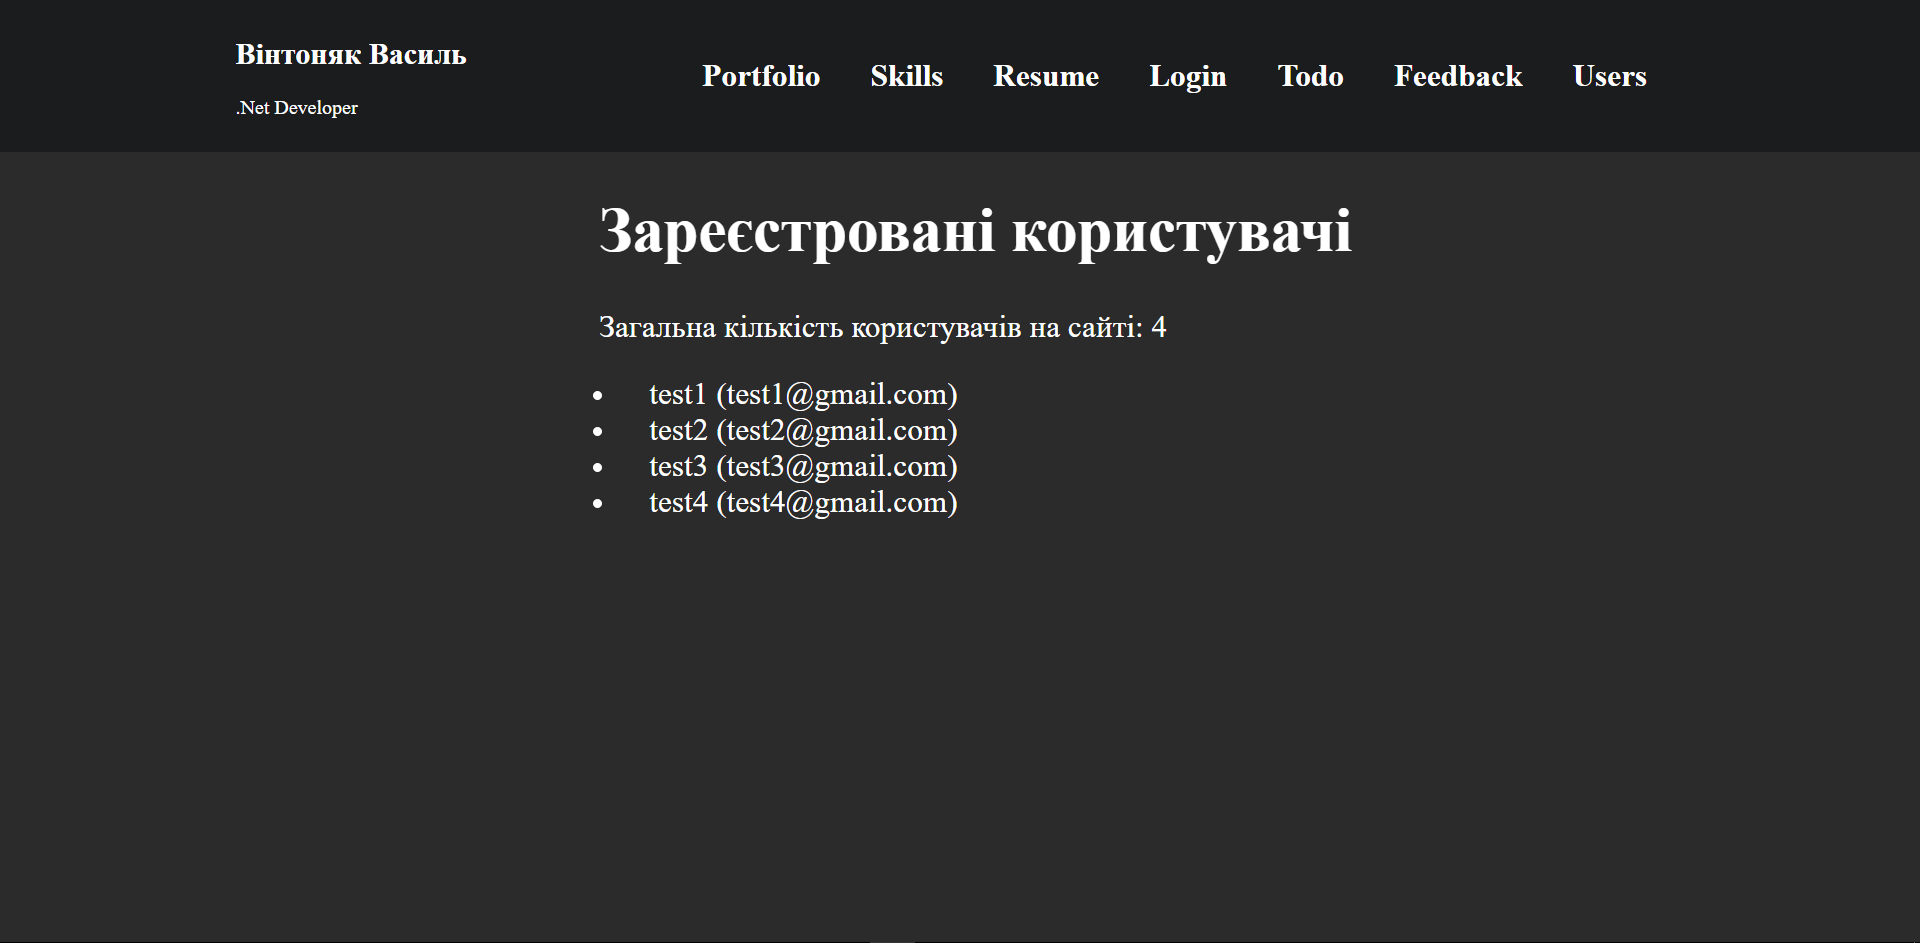 Вінтоняк Василь
.Net Developer
Portfolio Skills Resume Login Todo Feedback Users
Зареєстровані користувачі
Загальна кількість користувачів на сайті: 4
• test1 (test1@gmail.com)
• test2 (test2@gmail.com)
• test3 (test3@gmail.com)
• test4 (test4@gmail.com)